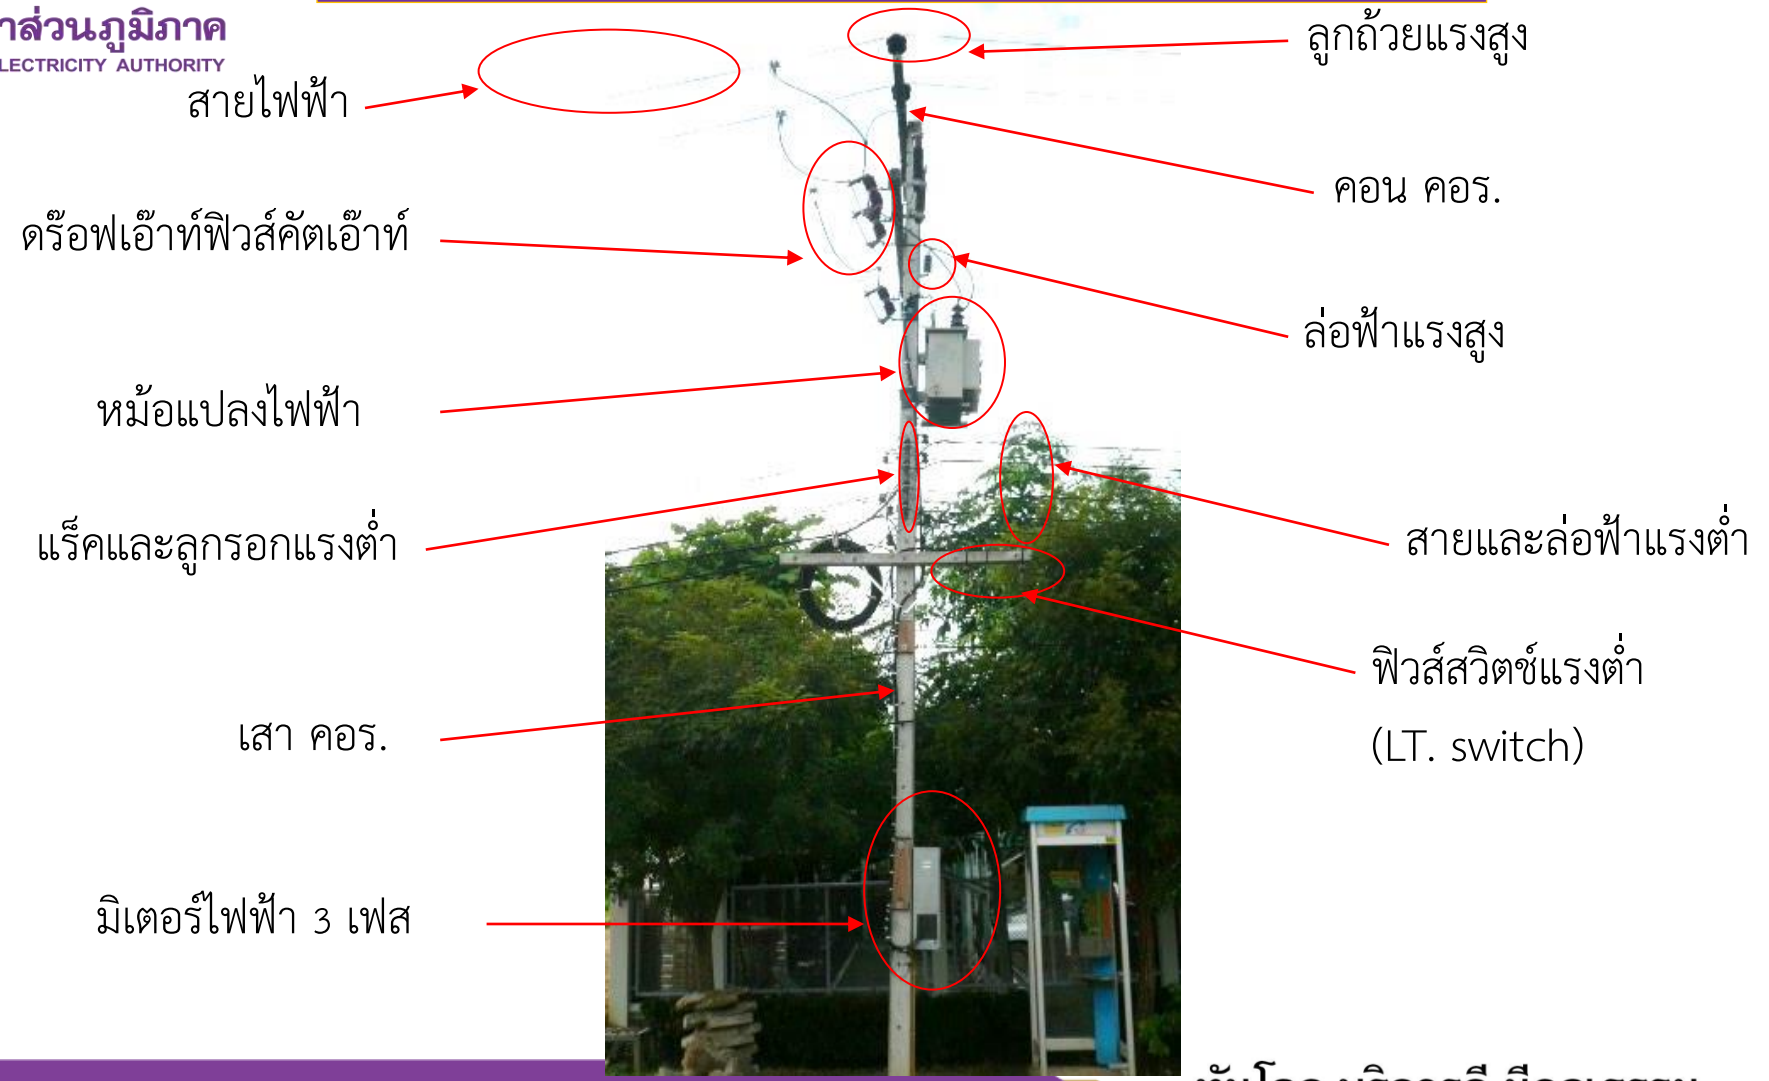 าส่วนภูมิภาค
LECTRICITY AUTHORITY
ลูกถ้วยแรงสูง
สายไฟฟ้า
คอน คอร.
ดร๊อฟเอ๊าท์ฟิวส์คัตเอ๊าท์
ล่อฟ้าแรงสูง
หม้อแปลงไฟฟ้า
แร็คและลูกรอกแรงต่ำ
สายและล่อฟ้าแรงต่ำ
ฟิวส์สวิตช์แรงต่ำ
(LT. switch)
เสา คอร.
มิเตอร์ไฟฟ้า 3 เฟส